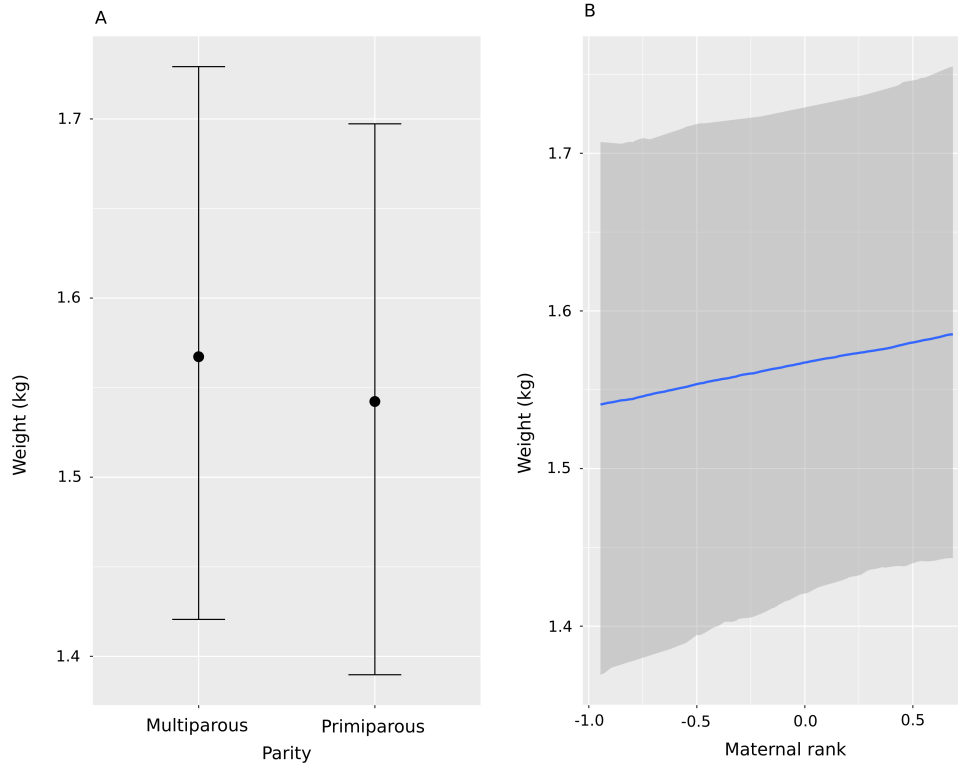 A
Weight (kg)
1.7
1.6
1.5
1.4
Multiparous Primiparous
Parity
B
Weight (kg)
1.7
1.6
1.5
1.4
-1.0 -0.5 0.0 0.5
Maternal rank